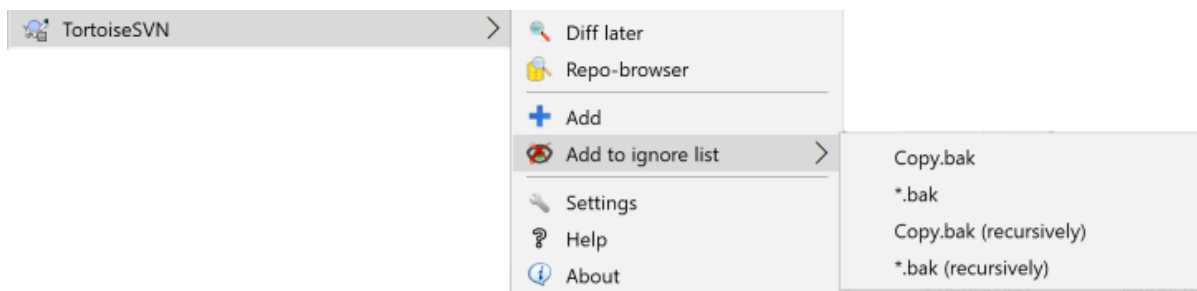 TortoiseSVN
Diff later
Repo-browser
Add
Add to ignore list
Copy.bak
*.bak
Copy.bak (recursively)
*.bak (recursively)
Settings
Help
About